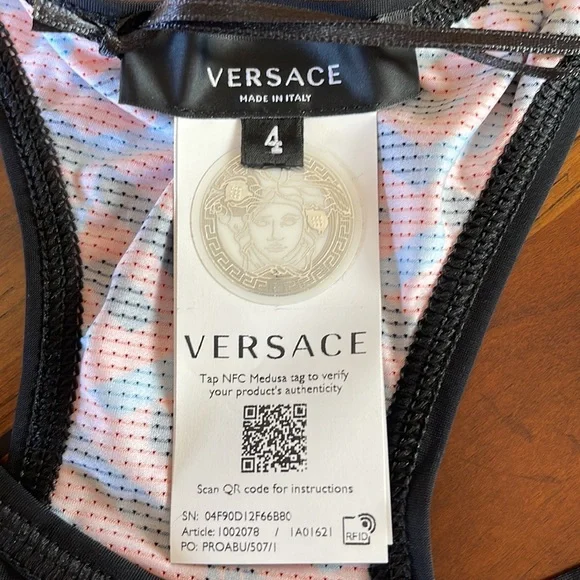 VERSACE
MADE IN ITALY
4
VERSACE
Tap NFC Medusa tag to verify
your product's authenticity
Scan QR code for instructions
SN: 04F90D12F66B80
Article: 1002078 / 1A01621
PO: PROABU/507/1
RFID